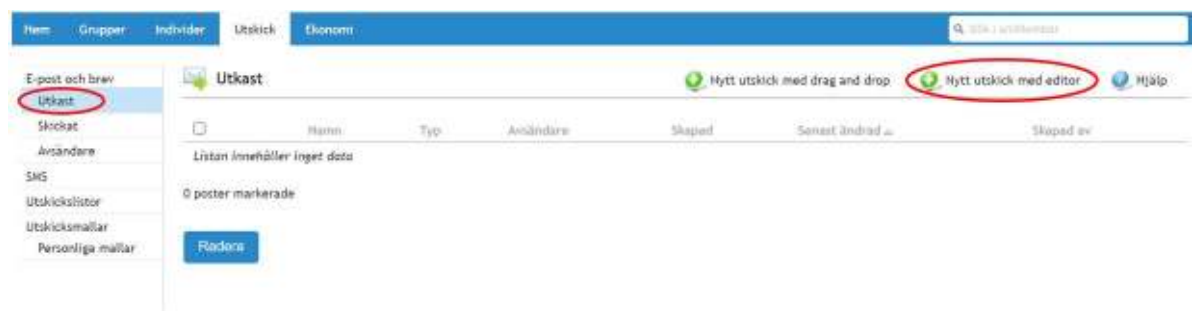 Hem Grupper Individer Utskick Ekonomi
E-post och brev
Utkast
Skickat
Avsändare
SMS
Utskickslistor
Utskicksmallar
Personliga mallar
Utkast
Nytt utskick med drag and drop Nytt utskick med editor Hjälp
Namn Typ Avsändare Skapad Senast ändrad Skapad av
Listan innehåller inget data
0 poster markerade
Radera